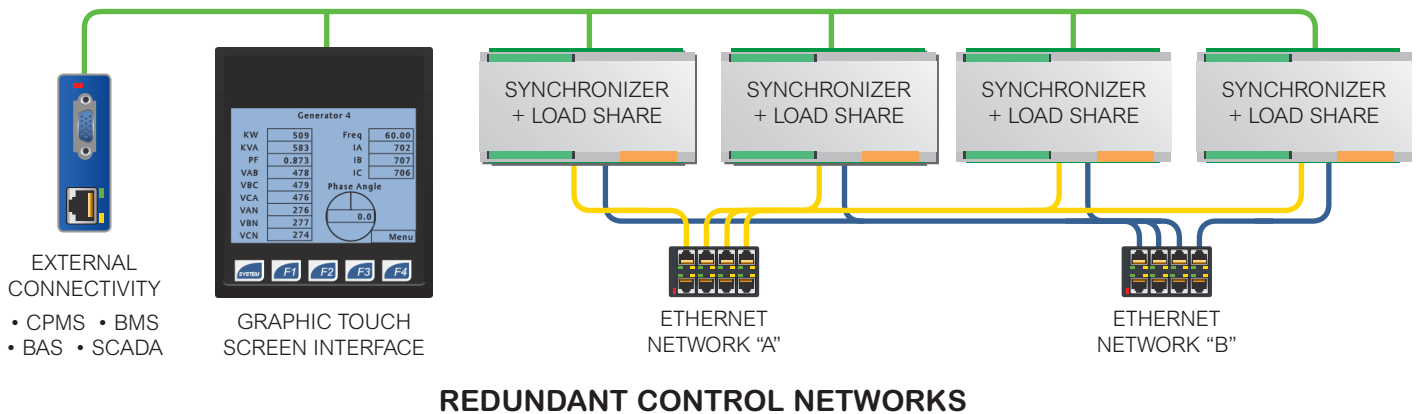 Generator 4
KW 509 Freq 60.00
KVA 583 IA 702
PF 0.873 IB 707
VAB 478 IC 706
VBC 479 Phase Angle
VCA 476
VAN 276 0.0
VBN 277
VCN 274 Menu
SYSTEM F1 F2 F3 F4
SYNCHRONIZER
+ LOAD SHARE
SYNCHRONIZER
+ LOAD SHARE
SYNCHRONIZER
+ LOAD SHARE
SYNCHRONIZER
+ LOAD SHARE
EXTERNAL
CONNECTIVITY
• CPMS • BMS
• BAS • SCADA
GRAPHIC TOUCH
SCREEN INTERFACE
ETHERNET
NETWORK “A”
ETHERNET
NETWORK “B”
REDUNDANT CONTROL NETWORKS